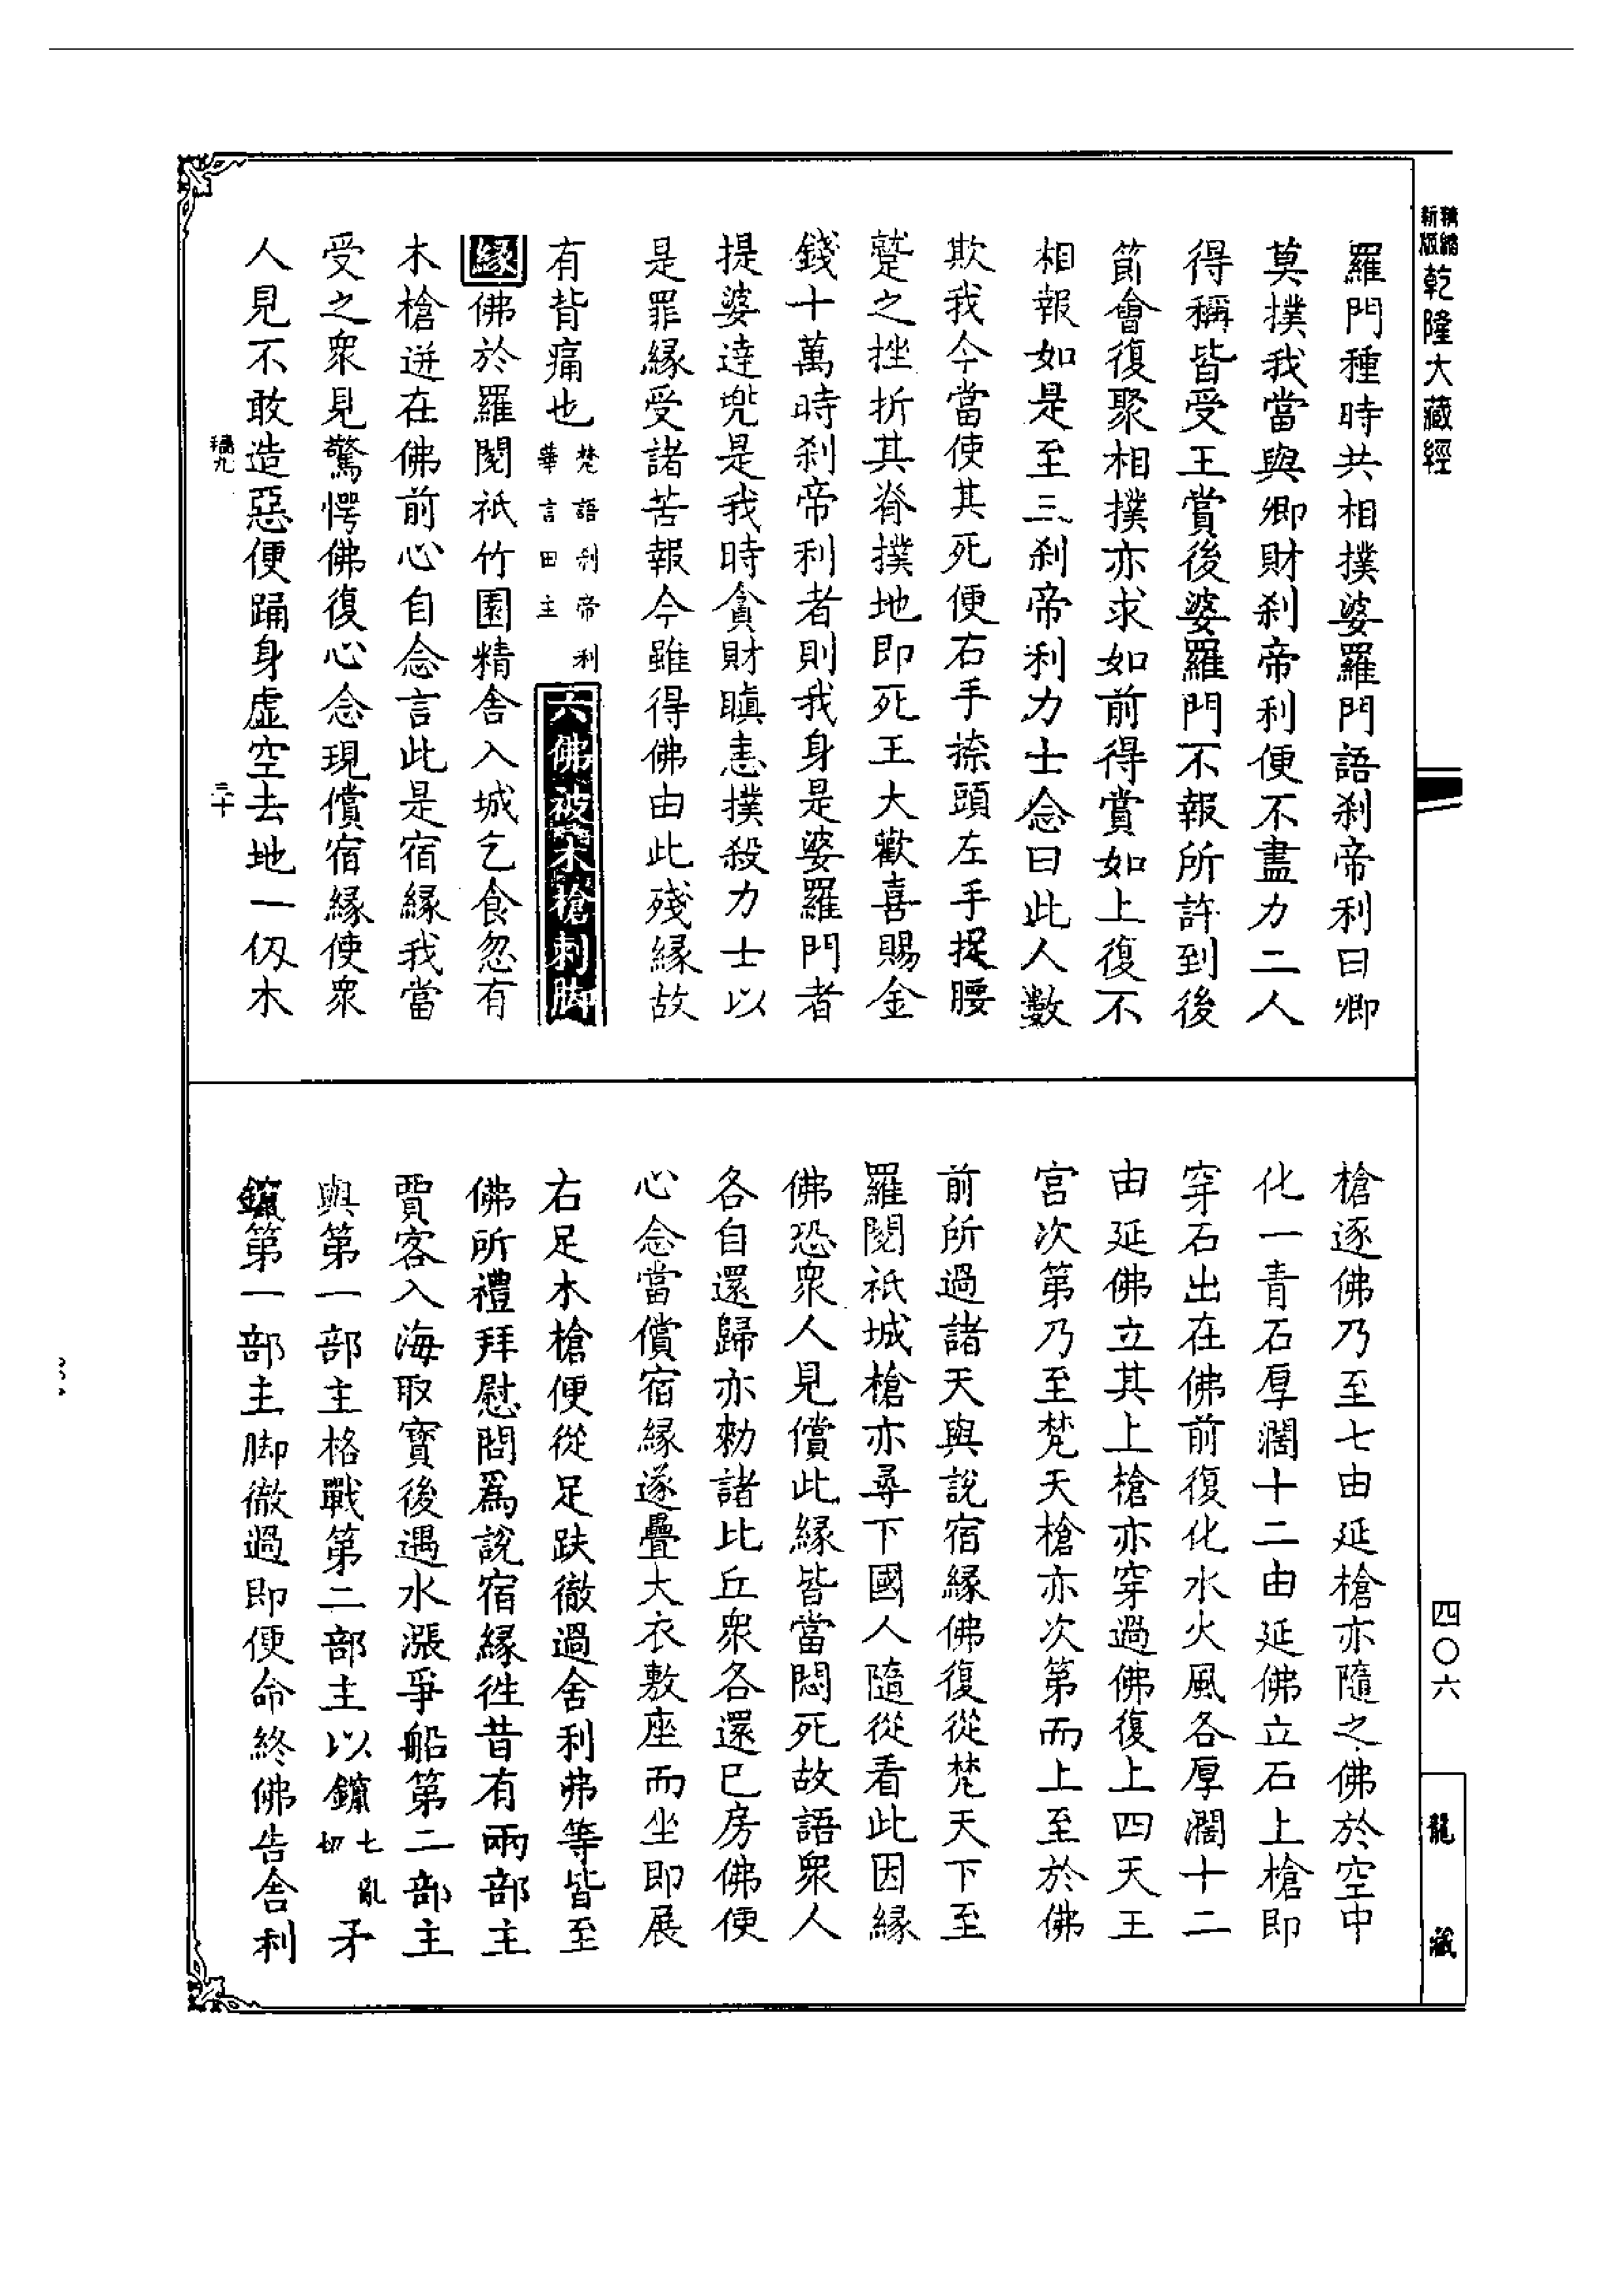 新版精縮乾隆大藏經
羅門種時共相撲婆羅門語剎帝利曰卿
莫撲我當與卿財剎帝利便不盡力二人
得稱皆受王賞後婆羅門不報所許到後
節會復聚相撲亦求如前得賞如上復不
相報如是至三剎帝利力士念曰此人數
欺我今當使其死便右手捺頭左手捉腰
蹙之挫折其脊撲地即死王大歡喜賜金
錢十萬時剎帝利者則我身是婆羅門者
提婆達兜是我時貪財瞋恚撲殺力士以
是罪緣受諸苦報今雖得佛由此殘緣故
有背痛也梵語剎帝利華言田主六佛被木槍刺脚
緣佛於羅閱祇竹園精舍入城乞食忽有
木槍迸在佛前心自念言此是宿緣我當
受之衆見驚愕佛復心念現償宿緣使衆
人見不敢造惡便踊身虛空去地一仭木
稿九 二十
槍逐佛乃至七由延槍亦隨之佛於空中
化一青石厚濶十二由延佛立石上槍即
穿石出在佛前復化水火風各厚濶十二
由延佛立其上槍亦穿過佛復上四天王
宮次第乃至梵天槍亦次第而上至於佛
前所過諸天與說宿緣佛復從梵天下至
羅閱祇城槍亦尋下國人隨從看此因緣
佛恐衆人見償此緣皆當悶死故語衆人
各自還歸亦勑諸比丘衆各還已房佛便
心念當償宿緣遂疊大衣敷座而坐即展
右足木槍便從足趺徹過舍利弗等皆至
佛所禮拜慰問爲說宿緣徃昔有兩部主
賈客入海取寶後遇水漲爭船第二部主
與第一部主格戰第二部主以鑹七亂切矛
鑹第一部主脚徹過即便命終佛告舍利
四〇六
龍藏